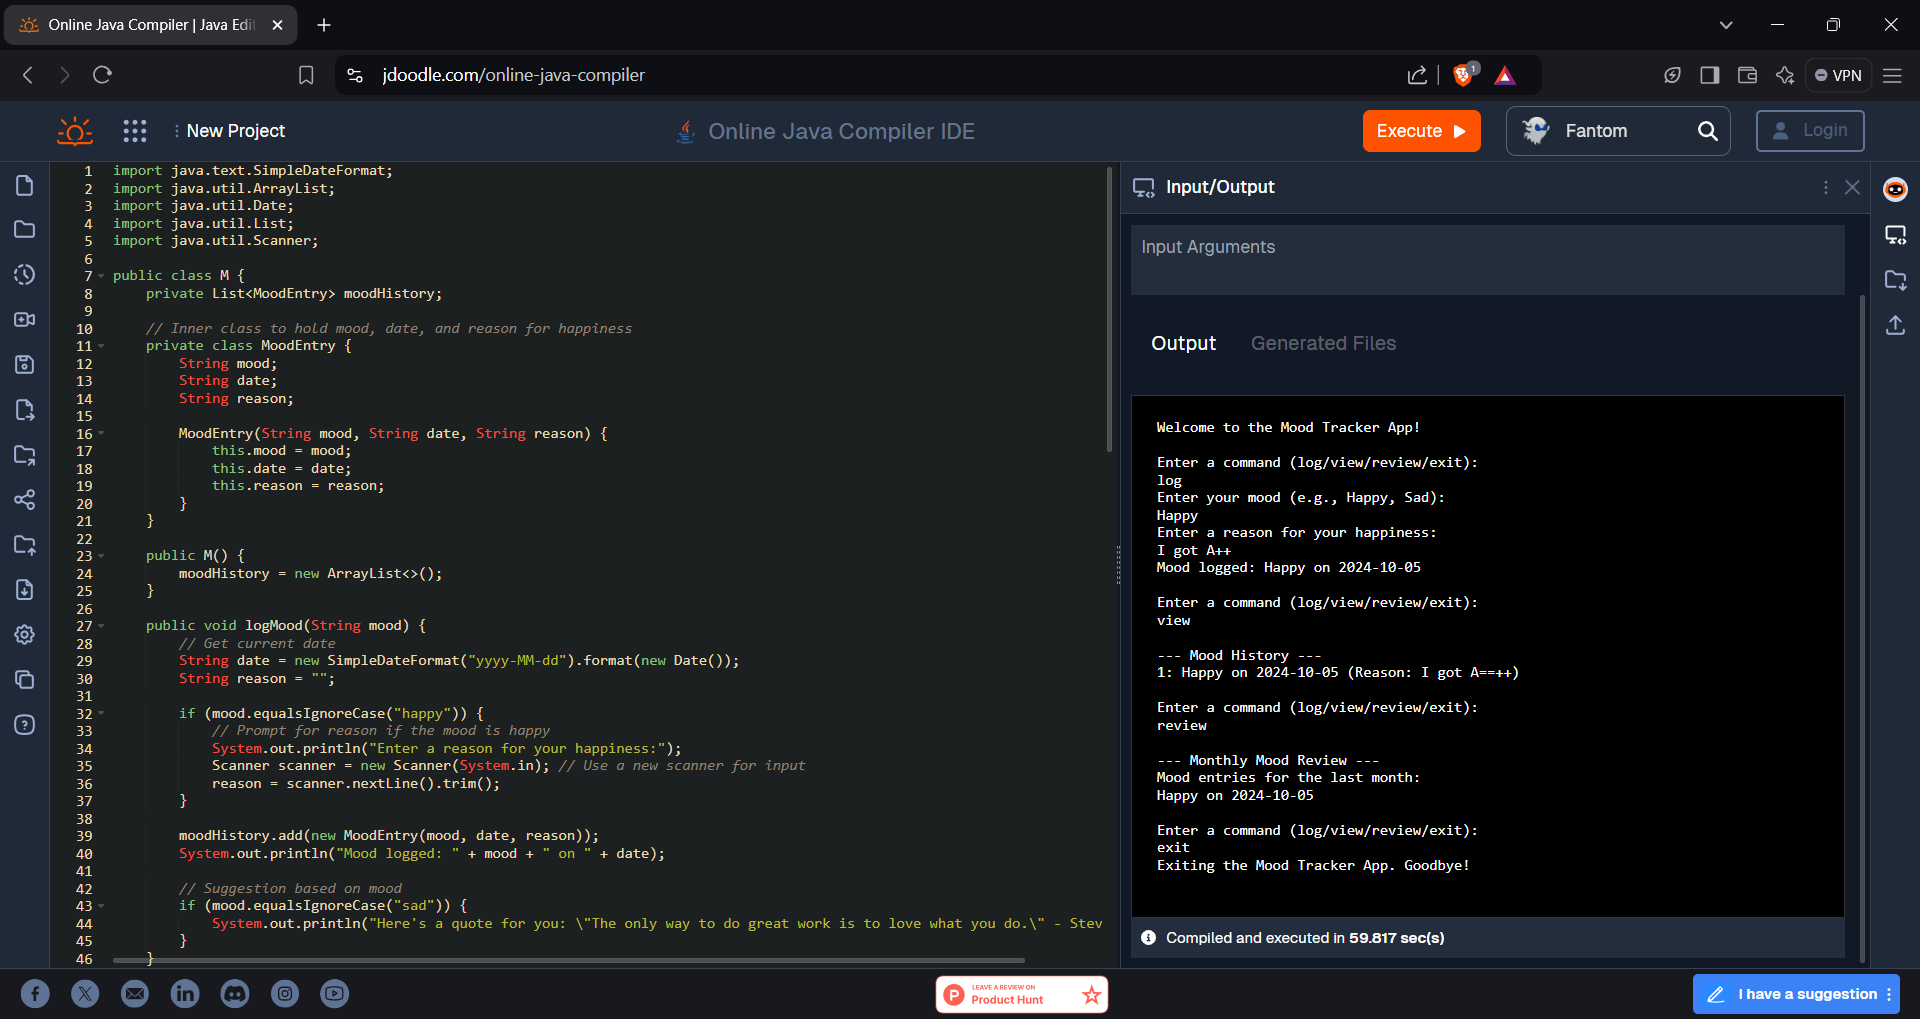 Online Java Compiler | Java Edi
jdoodle.com/online-java-compiler
1
VPN
New Project
Online Java Compiler IDE
Execute
Fantom
Login
1 import java.text.SimpleDateFormat;
2 import java.util.ArrayList;
3 import java.util.Date;
4 import java.util.List;
5 import java.util.Scanner;
6
7 public class M {
8 private List<MoodEntry> moodHistory;
9
10 // Inner class to hold mood, date, and reason for happiness
11 private class MoodEntry {
12 String mood;
13 String date;
14 String reason;
15
16 MoodEntry(String mood, String date, String reason) {
17 this.mood = mood;
18 this.date = date;
19 this.reason = reason;
20 }
21 }
22
23 public M() {
24 moodHistory = new ArrayList<>();
25 }
26
27 public void logMood(String mood) {
28 // Get current date
29 String date = new SimpleDateFormat("yyyy-MM-dd").format(new Date());
30 String reason = "";
31
32 if (mood.equalsIgnoreCase("happy")) {
33 // Prompt for reason if the mood is happy
34 System.out.println("Enter a reason for your happiness:");
35 Scanner scanner = new Scanner(System.in); // Use a new scanner for input
36 reason = scanner.nextLine().trim();
37 }
38
39 moodHistory.add(new MoodEntry(mood, date, reason));
40 System.out.println("Mood logged: " + mood + " on " + date);
41
42 // Suggestion based on mood
43 if (mood.equalsIgnoreCase("sad")) {
44 System.out.println("Here's a quote for you: \"The only way to do great work is to love what you do.\" - Stev
45 }
46 }
Input/Output
Input Arguments
Output Generated Files
Welcome to the Mood Tracker App!
Enter a command (log/view/review/exit):
log
Enter your mood (e.g., Happy, Sad):
Happy
Enter a reason for your happiness:
I got A++
Mood logged: Happy on 2024-10-05
Enter a command (log/view/review/exit):
view
--- Mood History ---
1: Happy on 2024-10-05 (Reason: I got A==++)
Enter a command (log/view/review/exit):
review
--- Monthly Mood Review ---
Mood entries for the last month:
Happy on 2024-10-05
Enter a command (log/view/review/exit):
exit
Exiting the Mood Tracker App. Goodbye!
Compiled and executed in 59.817 sec(s)
LEAVE A REVIEW ON
Product Hunt
I have a suggestion